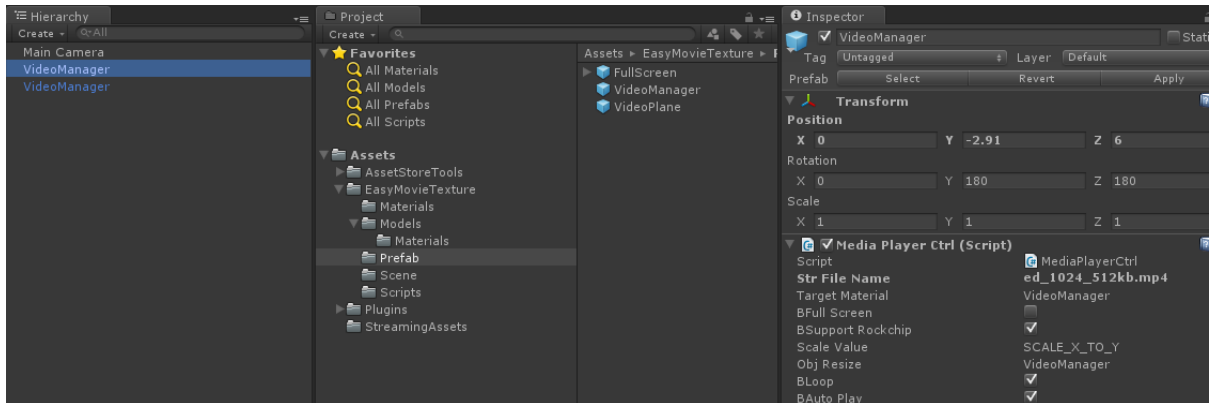 Hierarchy
Create
All
Main Camera
VideoManager
VideoManager
Project
Create
Favorites
All Materials
All Models
All Prefabs
All Scripts
Assets
AssetStoreTools
EasyMovieTexture
Materials
Models
Materials
Prefab
Scene
Scripts
Plugins
StreamingAssets
Assets ▸ EasyMovieTexture ▸
FullScreen
VideoManager
VideoPlane
Inspector
VideoManager Stati
Tag Untagged Layer Default
Prefab Select Revert Apply
Transform
Position
X 0 Y -2.91 Z 6
Rotation
X 0 Y 180 Z 180
Scale
X 1 Y 1 Z 1
Media Player Ctrl (Script)
Script MediaPlayerCtrl
Str File Name ed_1024_512kb.mp4
Target Material VideoManager
BFull Screen
BSupport Rockchip
Scale Value SCALE_X_TO_Y
Obj Resize VideoManager
BLoop
BAuto Play